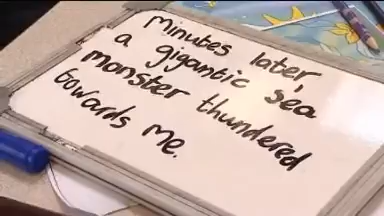 Minutes later,
a gigantic sea
monster thundered
towards me.